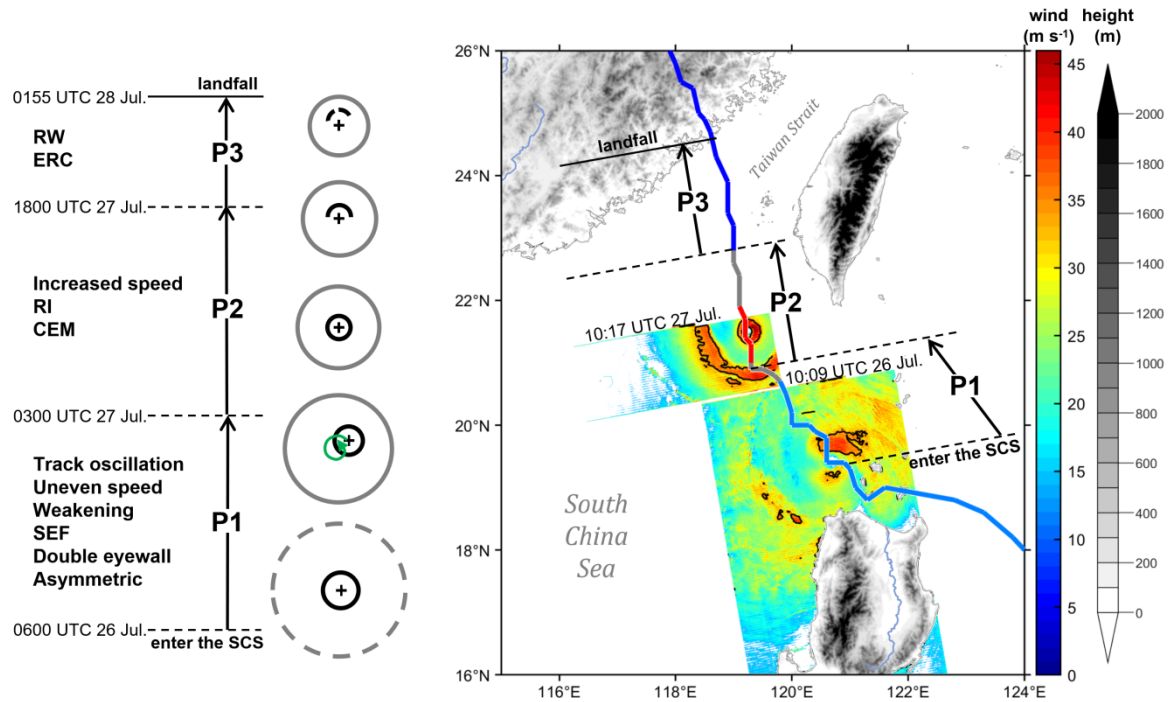 landfall
0155 UTC 28 Jul.
RW
ERC
P3
1800 UTC 27 Jul.
Increased speed
RI
CEM
P2
0300 UTC 27 Jul.
Track oscillation
Uneven speed
Weakening
SEF
Double eyewall
Asymmetric
P1
0600 UTC 26 Jul.
enter the SCS
26°N
24°N
22°N
20°N
18°N
16°N
116°E
118°E
120°E
122°E
124°E
landfall
Taiwan Strait
P3
P2
10:17 UTC 27 Jul.
10:09 UTC 26 Jul.
P1
enter the SCS
South
China
Sea
wind
(m s⁻¹)
45
40
35
30
25
20
15
10
5
0
height
(m)
2000
1800
1600
1400
1200
1000
800
600
400
200
0